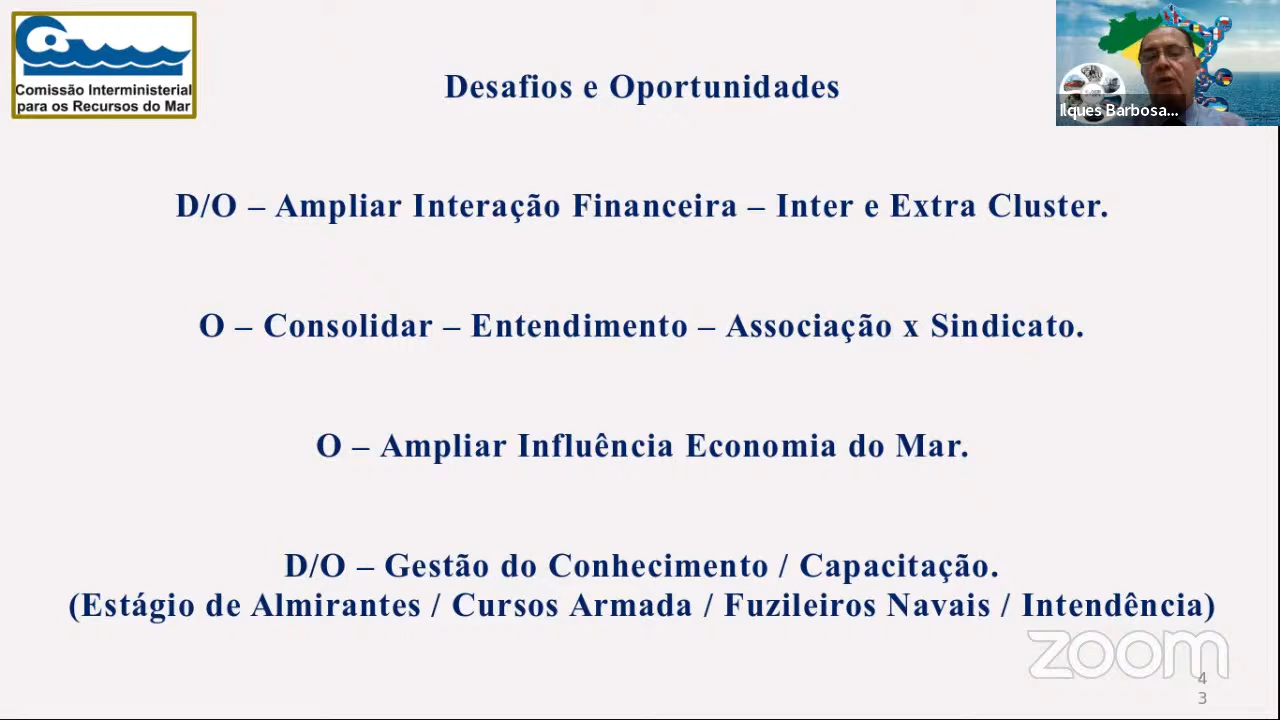 Comissão Interministerial
para os Recursos do Mar
Desafios e Oportunidades
Ilques Barbosa...
D/O – Ampliar Interação Financeira – Inter e Extra Cluster.
O – Consolidar – Entendimento – Associação x Sindicato.
O – Ampliar Influência Economia do Mar.
D/O – Gestão do Conhecimento / Capacitação.
(Estágio de Almirantes / Cursos Armada / Fuzileiros Navais / Intendência)
zoom
4
3